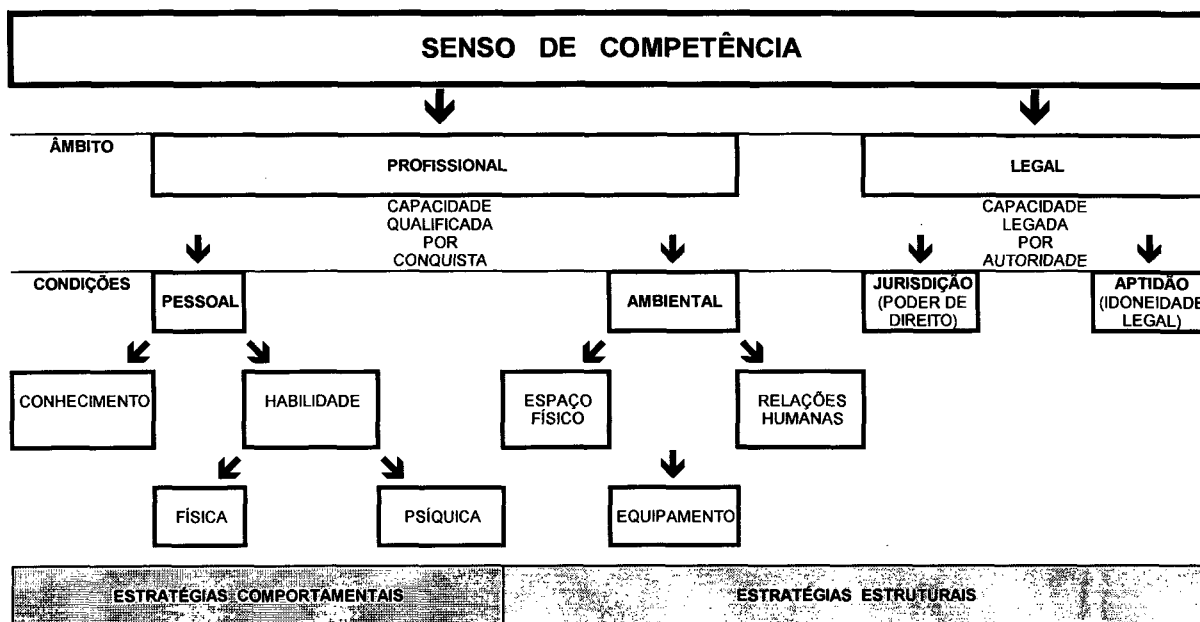 SENSO DE COMPETÊNCIA
ÂMBITO
PROFISSIONAL
LEGAL
CAPACIDADE
QUALIFICADA
POR
CONQUISTA
CAPACIDADE
LEGADA
POR
AUTORIDADE
CONDIÇÕES
PESSOAL
AMBIENTAL
JURISDIÇÃO
(PODER DE
DIREITO)
APTIDÃO
(IDONEIDADE
LEGAL)
CONHECIMENTO
HABILIDADE
ESPAÇO
FÍSICO
RELAÇÕES
HUMANAS
FÍSICA
PSÍQUICA
EQUIPAMENTO
ESTRATÉGIAS COMPORTAMENTAIS
ESTRATÉGIAS ESTRUTURAIS